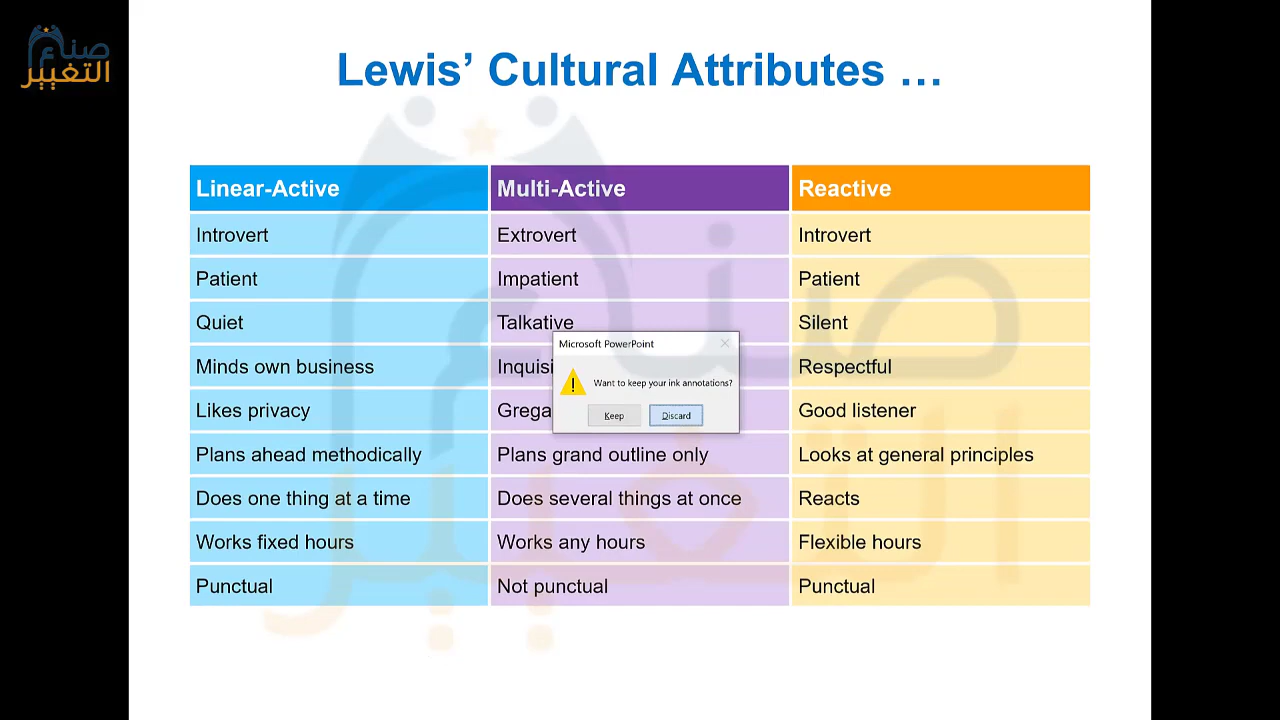 صناع
التغيير
Lewis’ Cultural Attributes …
Linear-Active Multi-Active Reactive
Introvert Extrovert Introvert
Patient Impatient Patient
Quiet Talkative Silent
Microsoft PowerPoint
Minds own business Respectful
Want to keep your ink annotations?
Likes privacy Good listener
Keep Discard
Plans ahead methodically Plans grand outline only Looks at general principles
Does one thing at a time Does several things at once Reacts
Works fixed hours Works any hours Flexible hours
Punctual Not punctual Punctual